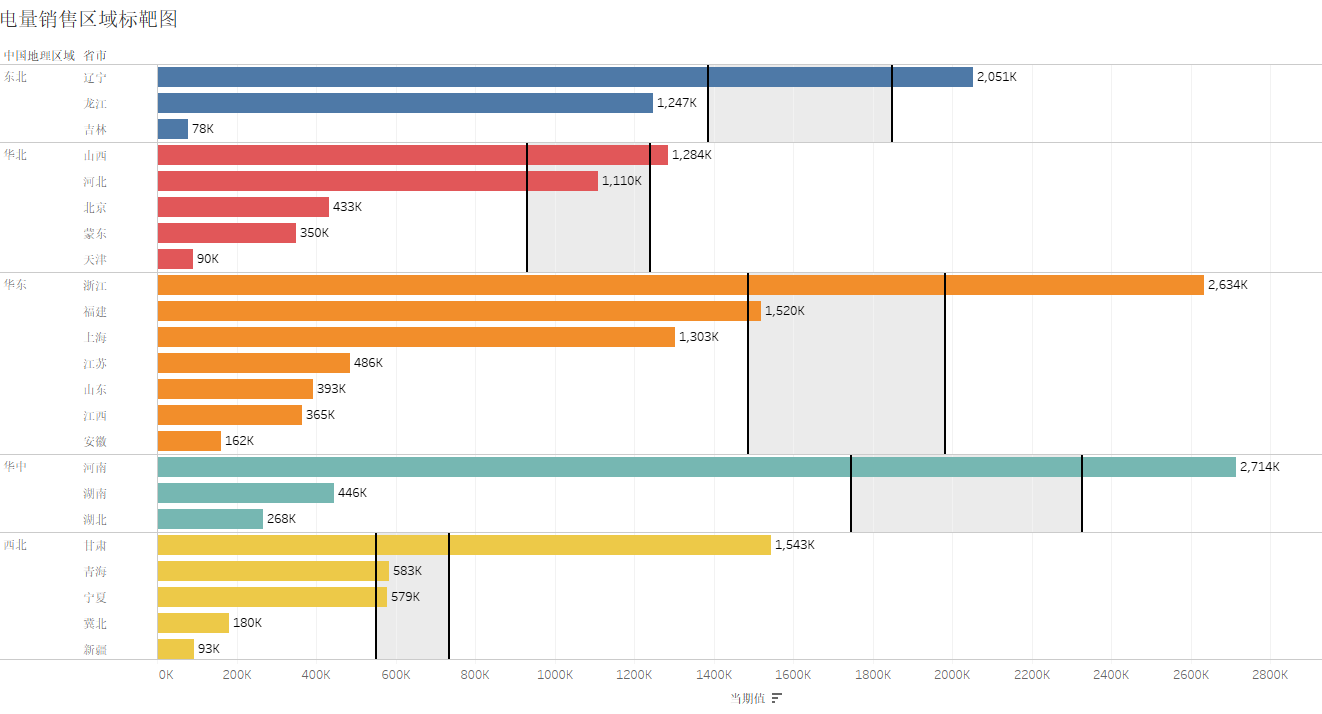 电量销售区域标靶图
中国地理区域 省市
东北 辽宁 2,051K
龙江 1,247K
吉林 78K
华北 山西 1,284K
河北 1,110K
北京 433K
蒙东 350K
天津 90K
华东 浙江 2,634K
福建 1,520K
上海 1,303K
江苏 486K
山东 393K
江西 365K
安徽 162K
华中 河南 2,714K
湖南 446K
湖北 268K
西北 甘肃 1,543K
青海 583K
宁夏 579K
冀北 180K
新疆 93K
0K 200K 400K 600K 800K 1000K 1200K 1400K 1600K 1800K 2000K 2200K 2400K 2600K 2800K
当期值